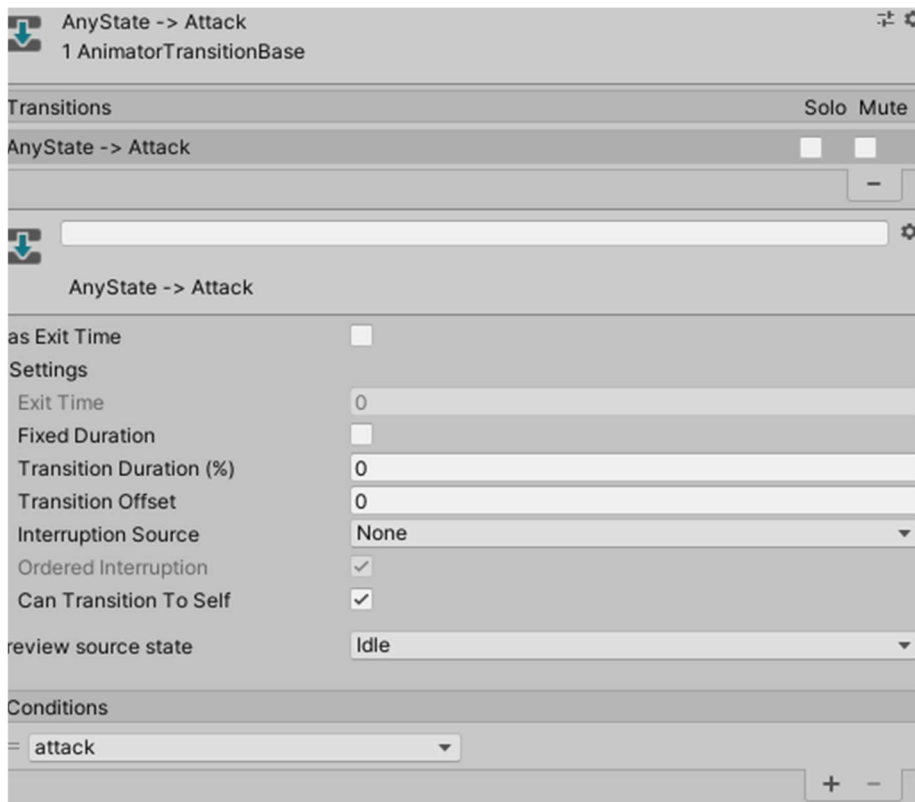 AnyState -> Attack
1 AnimatorTransitionBase
Transitions Solo Mute
AnyState -> Attack
AnyState -> Attack
as Exit Time
Settings
Exit Time 0
Fixed Duration
Transition Duration (%) 0
Transition Offset 0
Interruption Source None
Ordered Interruption
Can Transition To Self
review source state Idle
Conditions
attack